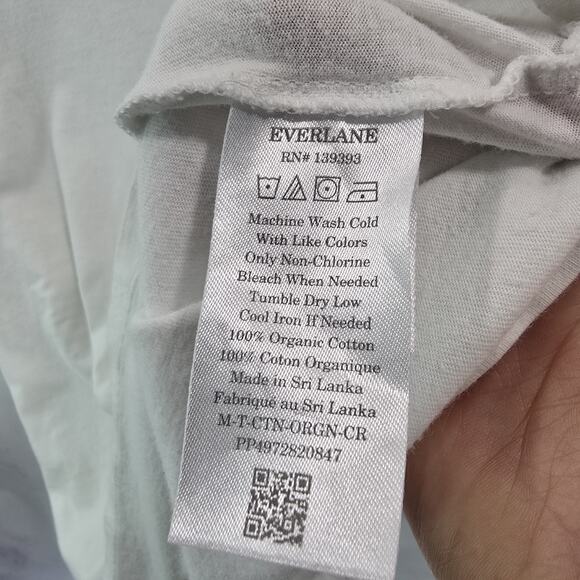 EVERLANE
RN# 139393
Machine Wash Cold
With Like Colors
Only Non-Chlorine
Bleach When Needed
Tumble Dry Low
Cool Iron If Needed
100% Organic Cotton
100% Coton Organique
Made in Sri Lanka
Fabriqué au Sri Lanka
M-T-CTN-ORGN-CR
PP4972820847